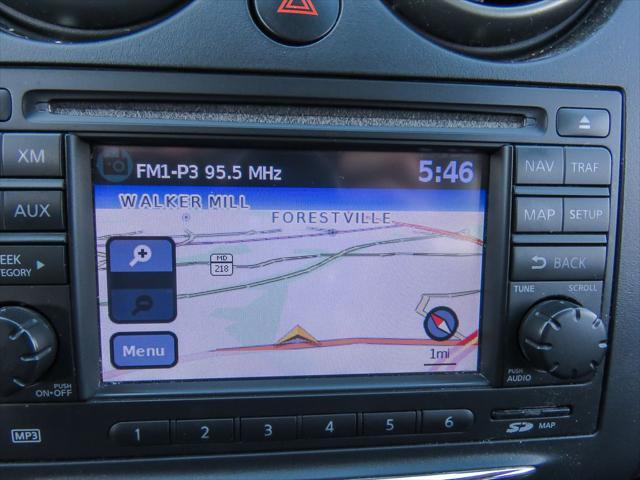 FM1-P3 95.5 MHz 5:46
WALKER MILL
FORESTVILLE
MD
218
Menu
1mi
XM
AUX
EEK
TEGORY
PUSH
ON•OFF
MP3
NAV TRAF
MAP SETUP
BACK
TUNE SCROLL
PUSH
AUDIO
1 2 3 4 5 6
SD MAP